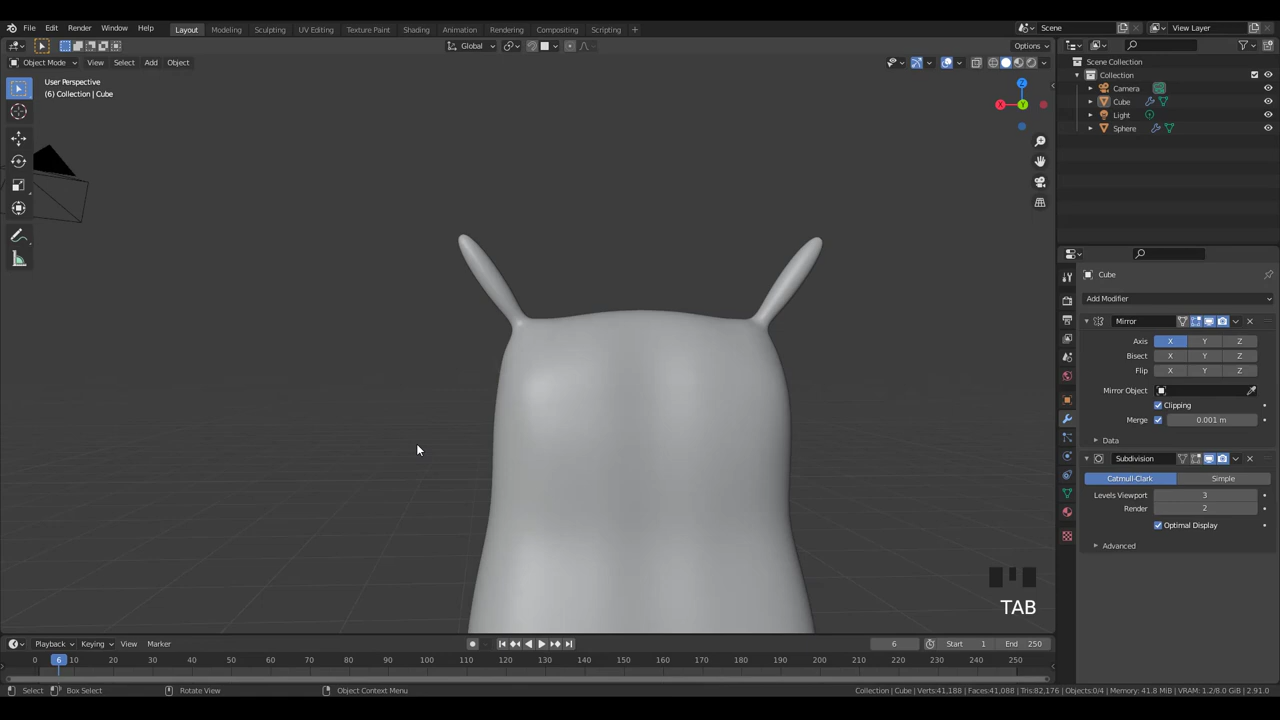 File Edit Render Window Help Layout Modeling Sculpting UV Editing Texture Paint Shading Animation Rendering Compositing Scripting + Scene View Layer
Global Options
Object Mode View Select Add Object
User Perspective
(6) Collection | Cube
X Y Z
Scene Collection
Collection
Camera
Cube
Light
Sphere
Cube
Add Modifier
Mirror
Axis X Y Z
Bisect X Y Z
Flip X Y Z
Mirror Object
Clipping
Merge 0.001 m
Data
Subdivision
Catmull-Clark Simple
Levels Viewport 3
Render 2
Optimal Display
Advanced
TAB
Playback Keying View Marker 6 Start 1 End 250
0 6 10 20 30 40 50 60 70 80 90 100 110 120 130 140 150 160 170 180 190 200 210 220 230 240 250
Select Box Select Rotate View Object Context Menu Collection | Cube | Verts:41,188 | Faces:41,088 | Tris:82,176 | Objects:0/4 | Memory: 41.8 MiB | VRAM: 1.2/8.0 GiB | 2.91.0